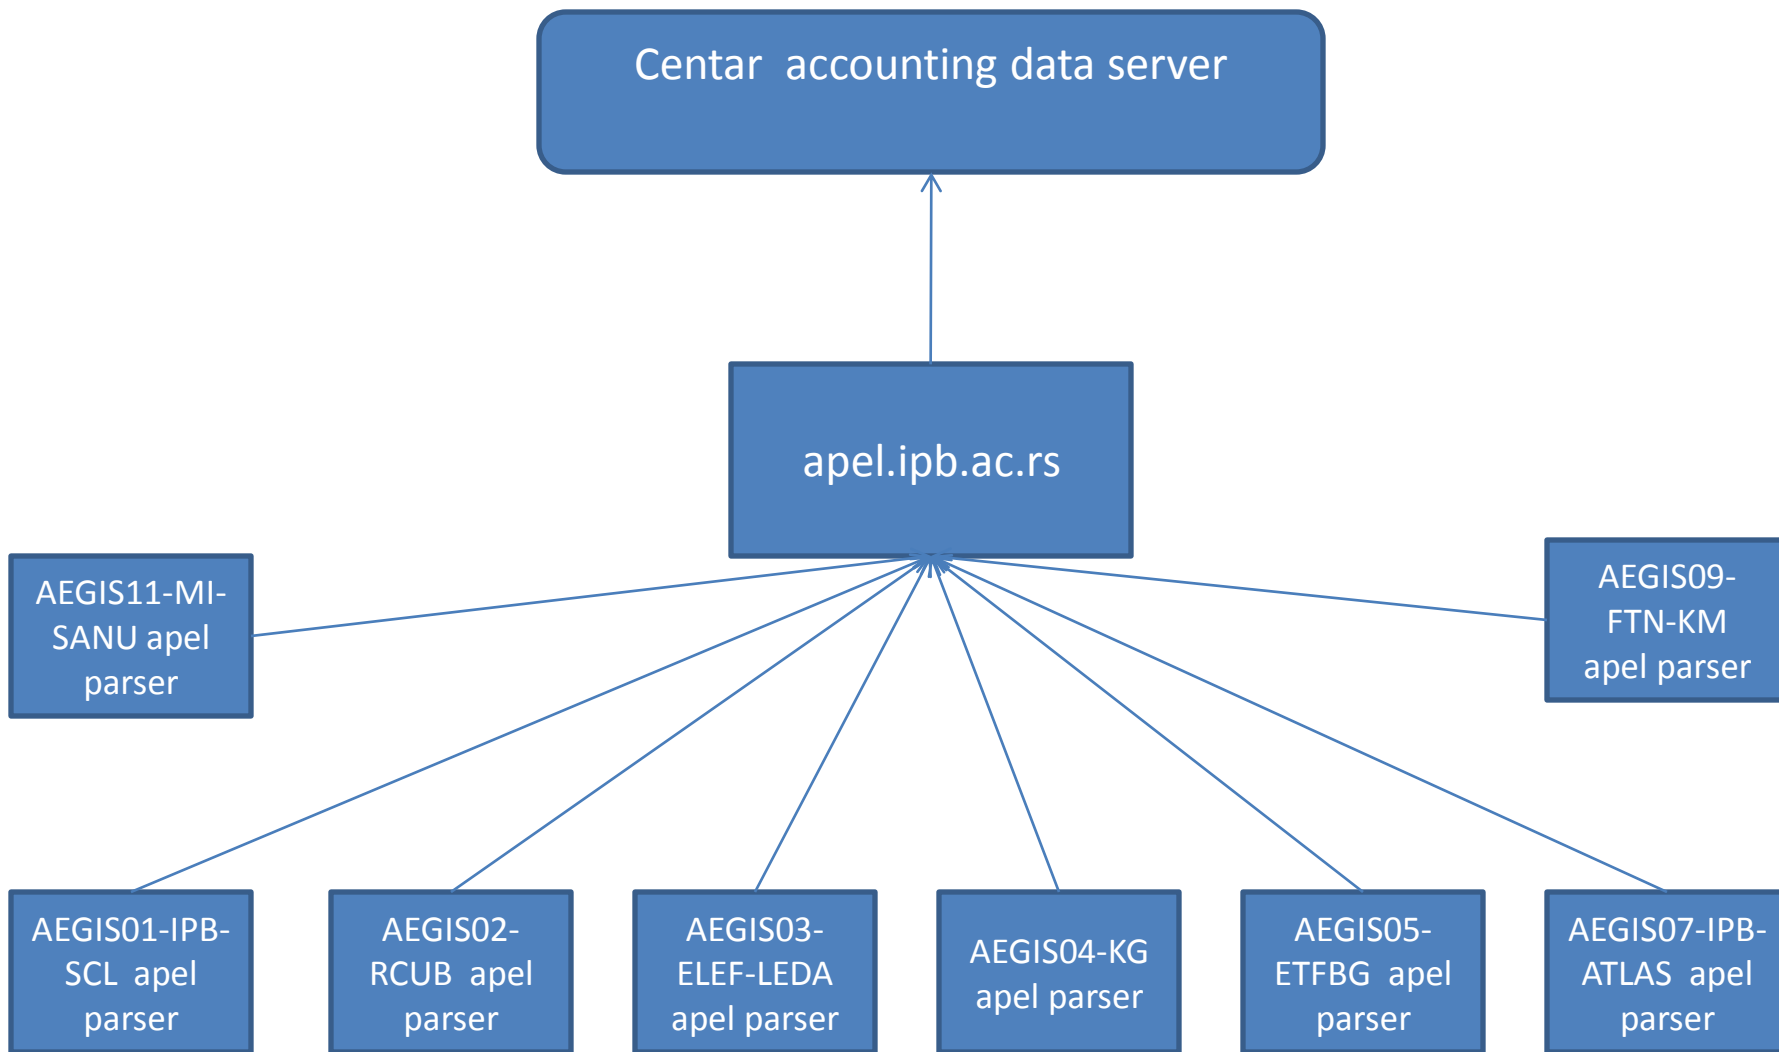 Centar  accounting data server
apel.ipb.ac.rs
AEGIS11-MI-
SANU apel
parser
AEGIS09-
FTN-KM
apel parser
AEGIS01-IPB-
SCL  apel
parser
AEGIS02-
RCUB  apel
parser
AEGIS03-
ELEF-LEDA
apel parser
AEGIS04-KG
apel parser
AEGIS05-
ETFBG  apel
parser
AEGIS07-IPB-
ATLAS  apel
parser